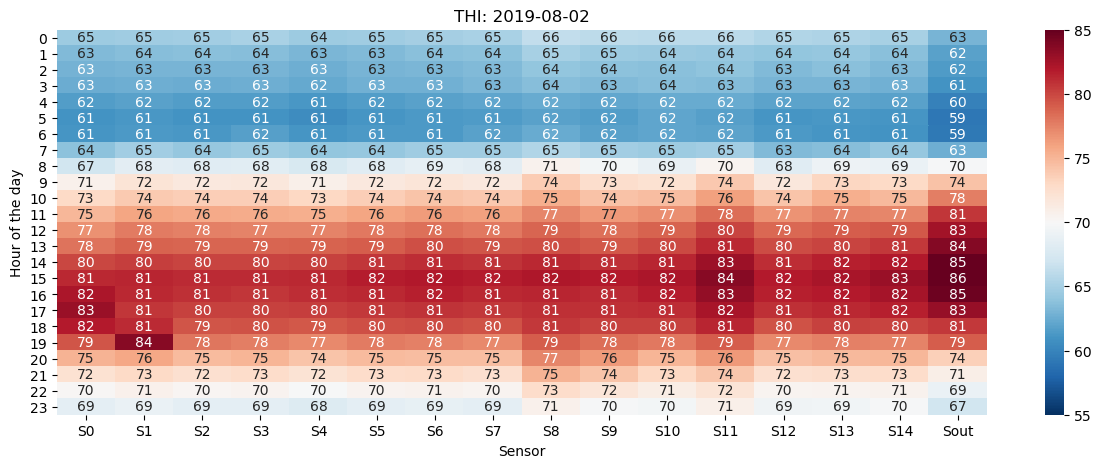 THI: 2019-08-02
Hour of the day
0 65 65 65 65 64 65 65 65 66 66 66 66 65 65 65 63
1 63 64 64 64 63 64 64 64 65 65 64 64 64 64 64 62
2 63 63 63 63 63 63 63 63 64 64 64 64 63 64 63 62
3 63 63 63 63 62 63 63 63 64 63 64 63 63 63 63 61
4 62 62 62 62 61 62 62 62 62 62 62 62 62 62 62 60
5 61 61 61 61 61 61 61 61 62 62 62 62 61 61 61 59
6 61 61 61 62 61 61 61 62 62 62 62 62 61 61 61 59
7 64 65 64 65 64 65 65 65 65 65 65 65 63 64 64 63
8 67 68 68 68 68 68 69 68 71 70 69 70 68 69 69 70
9 71 72 72 72 71 72 72 72 74 73 72 74 72 73 73 74
10 73 74 74 74 73 74 74 74 75 74 75 76 74 75 75 78
11 75 76 76 76 75 76 76 76 77 77 77 78 77 77 77 81
12 77 78 78 77 77 78 78 78 79 78 79 80 79 79 79 83
13 78 79 79 79 79 79 80 79 80 79 80 81 80 80 81 84
14 80 80 80 80 80 81 81 81 81 81 81 83 81 82 82 85
15 81 81 81 81 81 82 82 82 82 82 82 84 82 82 83 86
16 82 81 81 81 81 81 82 81 82 81 82 83 82 82 82 85
17 83 81 80 80 80 81 81 81 81 81 81 82 81 81 82 83
18 82 81 79 80 79 80 80 80 81 80 80 81 80 80 80 81
19 79 84 78 78 77 78 78 77 79 78 78 79 77 78 77 79
20 75 76 75 75 74 75 75 75 77 76 75 76 75 75 75 74
21 72 73 72 73 72 73 73 73 75 74 73 74 72 73 73 71
22 70 71 70 70 70 70 71 70 73 72 71 72 70 71 71 69
23 69 69 69 69 68 69 69 69 71 70 70 71 69 69 70 67
S0 S1 S2 S3 S4 S5 S6 S7 S8 S9 S10 S11 S12 S13 S14 Sout
Sensor
85
80
75
70
65
60
55